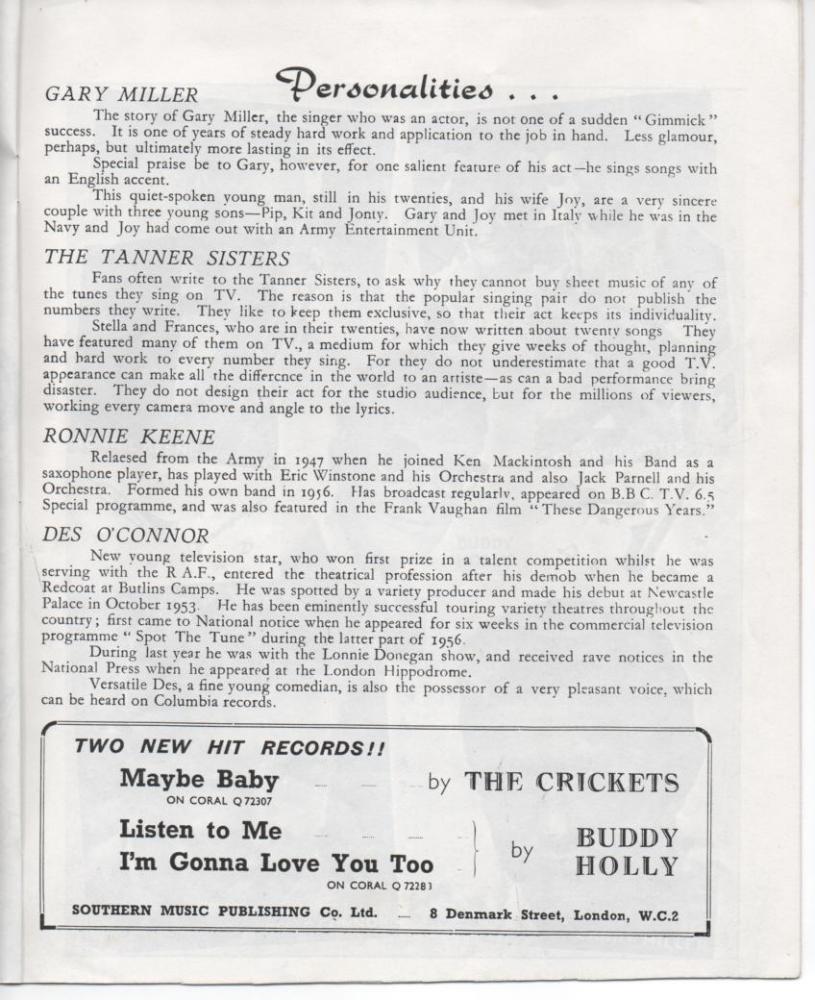 Personalities . . .
GARY MILLER
The story of Gary Miller, the singer who was an actor, is not one of a sudden “ Gimmick ”
success. It is one of years of steady hard work and application to the job in hand. Less glamour,
perhaps, but ultimately more lasting in its effect.
Special praise be to Gary, however, for one salient feature of his act—he sings songs with
an English accent.
This quiet-spoken young man, still in his twenties, and his wife Joy, are a very sincere
couple with three young sons—Pip, Kit and Jonty. Gary and Joy met in Italy while he was in the
Navy and Joy had come out with an Army Entertainment Unit.
THE TANNER SISTERS
Fans often write to the Tanner Sisters, to ask why they cannot buy sheet music of any of
the tunes they sing on TV. The reason is that the popular singing pair do not publish the
numbers they write. They like to keep them exclusive, so that their act keeps its individuality.
Stella and Frances, who are in their twenties, have now written about twenty songs They
have featured many of them on TV., a medium for which they give weeks of thought, planning
and hard work to every number they sing. For they do not underestimate that a good T.V.
appearance can make all the difference in the world to an artiste—as can a bad performance bring
disaster. They do not design their act for the studio audience, but for the millions of viewers,
working every camera move and angle to the lyrics.
RONNIE KEENE
Relaesed from the Army in 1947 when he joined Ken Mackintosh and his Band as a
saxophone player, has played with Eric Winstone and his Orchestra and also Jack Parnell and his
Orchestra. Formed his own band in 1956. Has broadcast regularly, appeared on B.B C. T.V. 6.5
Special programme, and was also featured in the Frank Vaughan film “ These Dangerous Years.”
DES O'CONNOR
New young television star, who won first prize in a talent competition whilst he was
serving with the R A.F., entered the theatrical profession after his demob when he became a
Redcoat at Butlins Camps. He was spotted by a variety producer and made his debut at Newcastle
Palace in October 1953. He has been eminently successful touring variety theatres throughout the
country ; first came to National notice when he appeared for six weeks in the commercial television
programme “ Spot The Tune ” during the latter part of 1956.
During last year he was with the Lonnie Donegan show, and received rave notices in the
National Press when he appeared at the London Hippodrome.
Versatile Des, a fine young comedian, is also the possessor of a very pleasant voice, which
can be heard on Columbia records.
TWO NEW HIT RECORDS!!
Maybe Baby ... ... by THE CRICKETS
ON CORAL Q 72307
Listen to Me ... ... ... ...
I'm Gonna Love You Too ... } by BUDDY HOLLY
ON CORAL Q 72283
SOUTHERN MUSIC PUBLISHING Co. Ltd. ... 8 Denmark Street, London, W.C.2